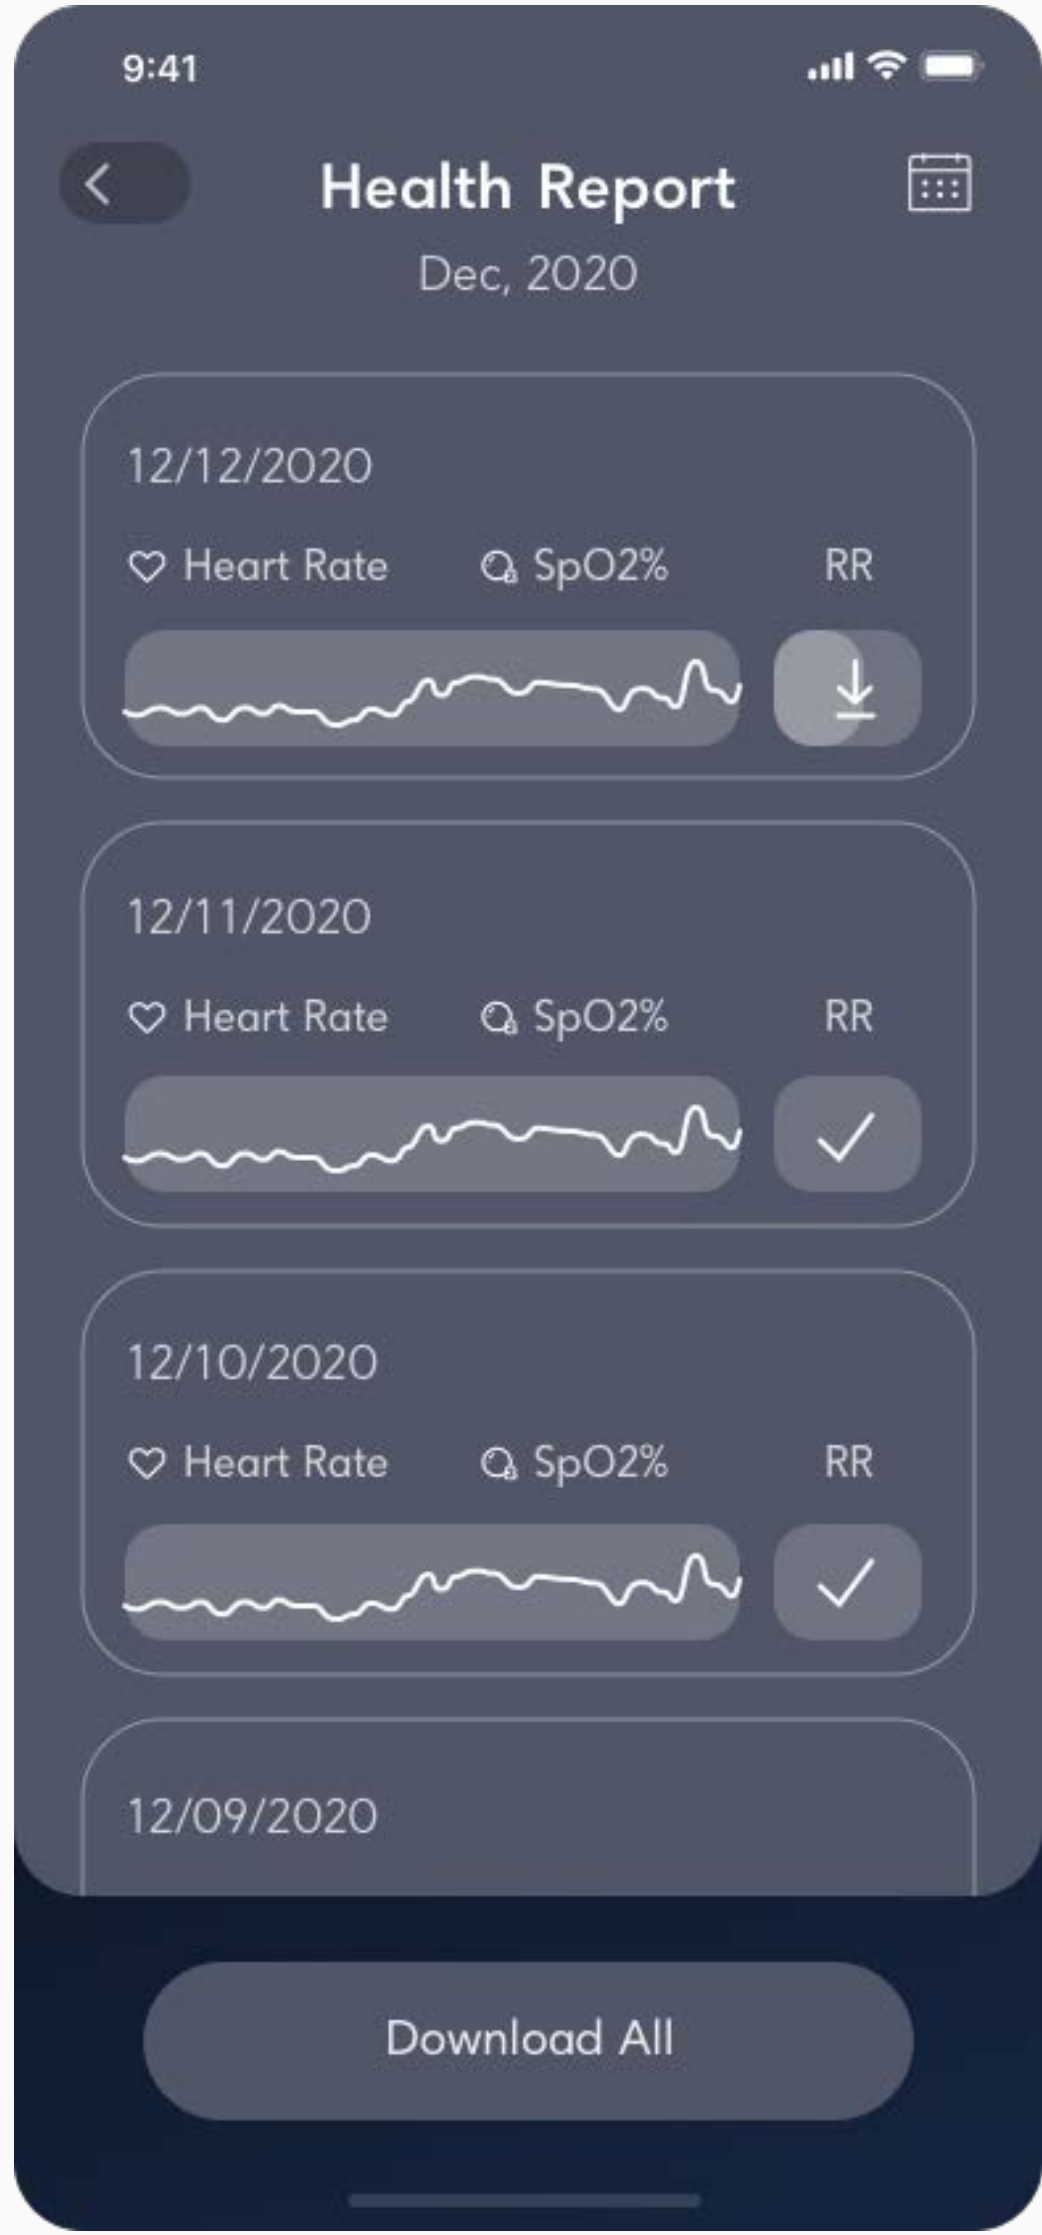 9:41
Health Report
Dec, 2020
12/12/2020
Heart Rate SpO2% RR
12/11/2020
Heart Rate SpO2% RR
12/10/2020
Heart Rate SpO2% RR
12/09/2020
Download All